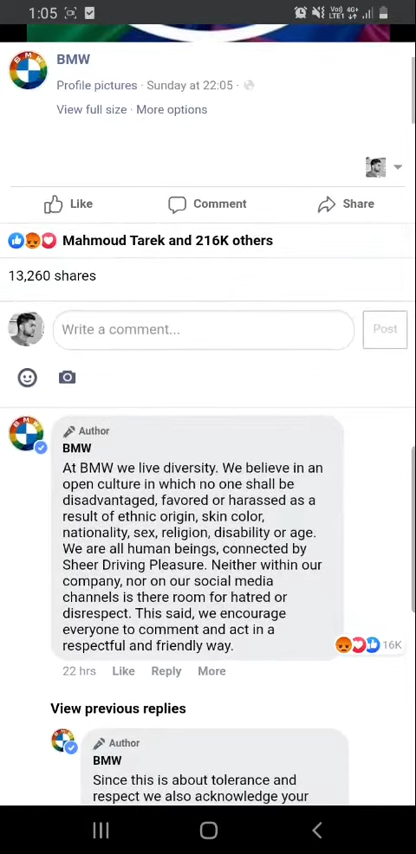 1:05
Vo))
4G+
LTE1
BMW
Profile pictures · Sunday at 22:05 ·
View full size · More options
Like
Comment
Share
Mahmoud Tarek and 216K others
13,260 shares
Write a comment...
Post
Author
BMW
At BMW we live diversity. We believe in an
open culture in which no one shall be
disadvantaged, favored or harassed as a
result of ethnic origin, skin color,
nationality, sex, religion, disability or age.
We are all human beings, connected by
Sheer Driving Pleasure. Neither within our
company, nor on our social media
channels is there room for hatred or
disrespect. This said, we encourage
everyone to comment and act in a
respectful and friendly way.
16K
22 hrs Like Reply More
View previous replies
Author
BMW
Since this is about tolerance and
respect we also acknowledge your